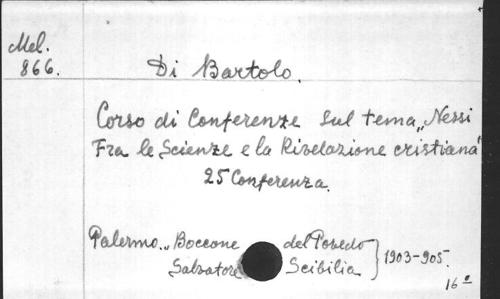 Mel.
866.
Di Bartolo.
Corso di Conferenze sul tema „Nessi
Fra le Scienze e la Rivelazione cristiana"
25 Conferenza.
Palermo. „ Boccone del Povero
Salvatore Scibilia } 1903-905.
16°